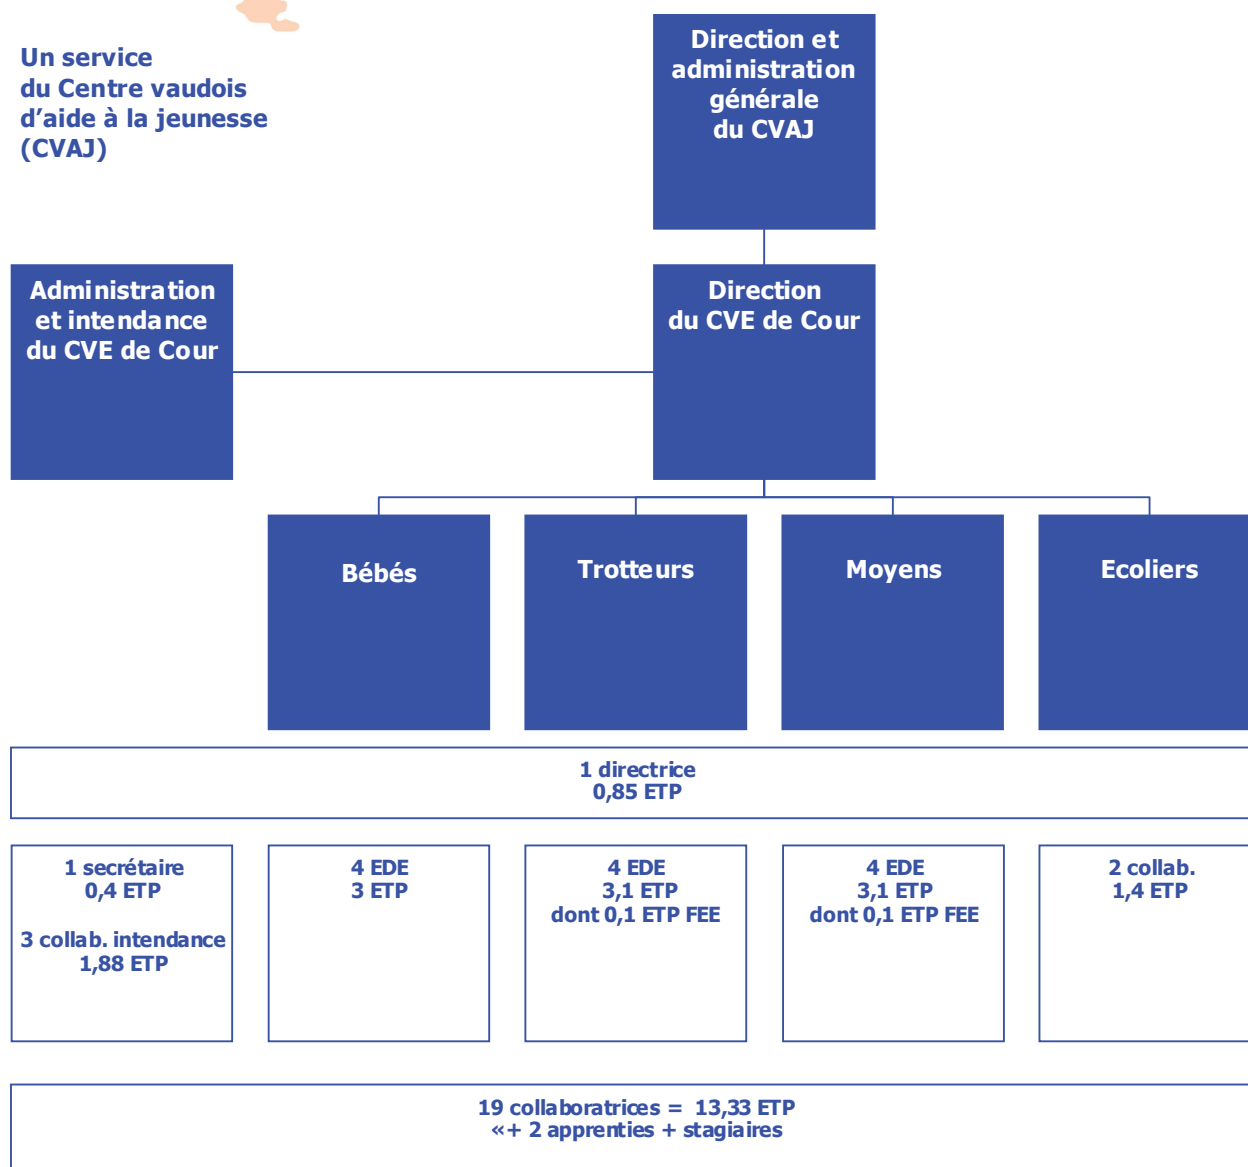 Un service
du Centre vaudois
d’aide à la jeunesse
(CVAJ)
Direction et
administration
générale
du CVAJ
Administration
et intendance
du CVE de Cour
Direction
du CVE de Cour
Bébés
Trotteurs
Moyens
Ecoliers
1 directrice
0,85 ETP
1 secrétaire
0,4 ETP
3 collab. intendance
1,88 ETP
4 EDE
3 ETP
4 EDE
3,1 ETP
dont 0,1 ETP FEE
4 EDE
3,1 ETP
dont 0,1 ETP FEE
2 collab.
1,4 ETP
19 collaboratrices = 13,33 ETP
«+ 2 apprenties + stagiaires